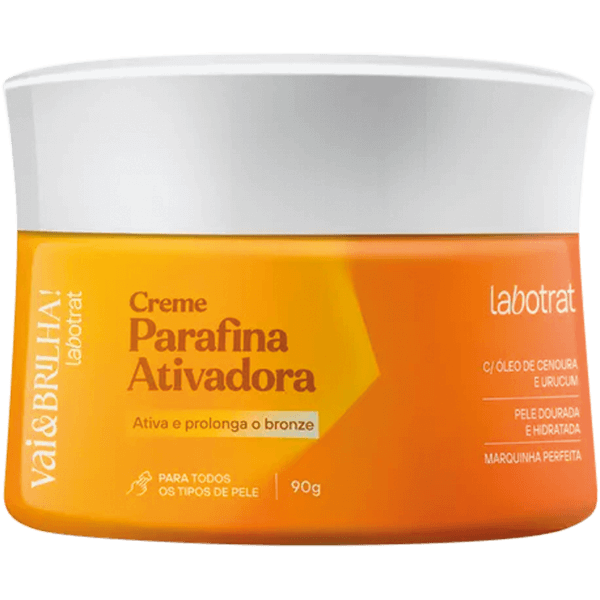 vai&BRILHA!
labotrat
Creme
Parafina
Ativadora
Ativa e prolonga o bronze
PARA TODOS
OS TIPOS DE PELE
90g
labotrat
C/ ÓLEO DE CENOURA
E URUCUM
PELE DOURADA
E HIDRATADA
MARQUINHA PERFEITA